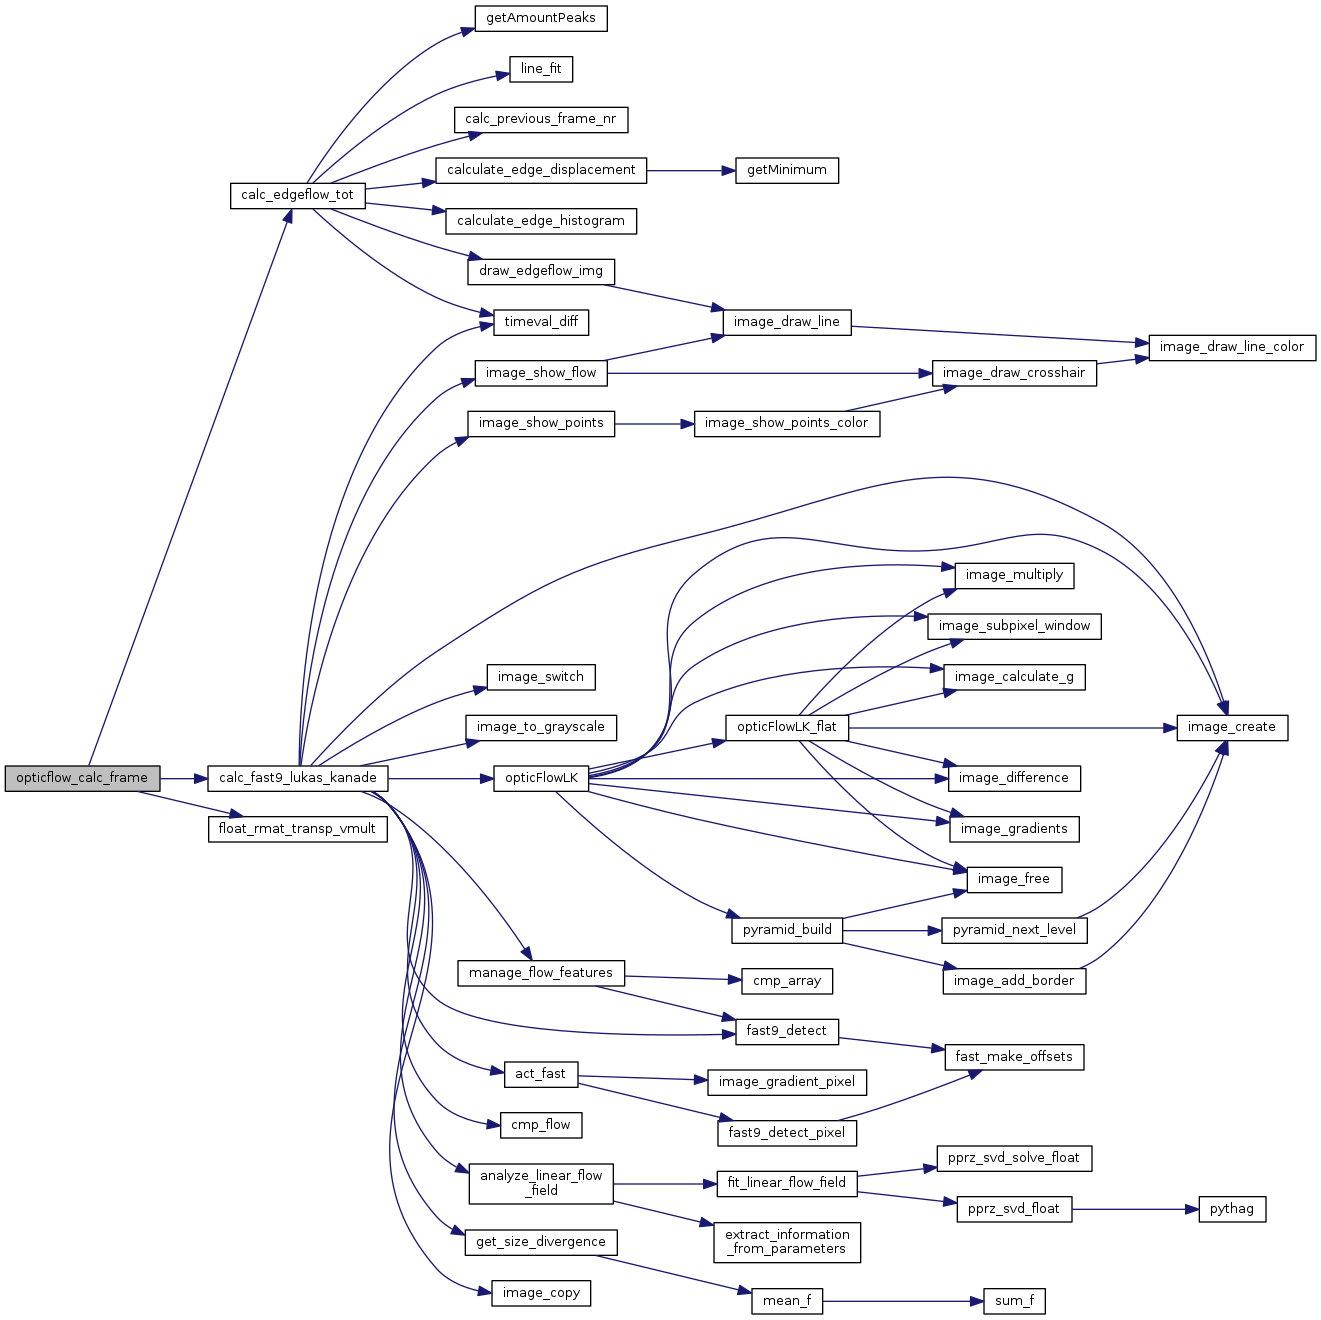 getAmountPeaks
line_fit
calc_previous_frame_nr
calculate_edge_displacement
getMinimum
calc_edgeflow_tot
calculate_edge_histogram
draw_edgeflow_img
timeval_diff
image_draw_line
image_draw_line_color
image_show_flow
image_draw_crosshair
image_show_points
image_show_points_color
image_multiply
image_subpixel_window
image_switch
image_calculate_g
image_to_grayscale
opticFlowLK_flat
image_create
opticflow_calc_frame
calc_fast9_lukas_kanade
opticFlowLK
image_difference
float_rmat_transp_vmult
image_gradients
image_free
pyramid_build
pyramid_next_level
manage_flow_features
cmp_array
image_add_border
fast9_detect
fast_make_offsets
act_fast
image_gradient_pixel
cmp_flow
fast9_detect_pixel
pprz_svd_solve_float
analyze_linear_flow
_field
fit_linear_flow_field
pprz_svd_float
pythag
get_size_divergence
extract_information
_from_parameters
image_copy
mean_f
sum_f